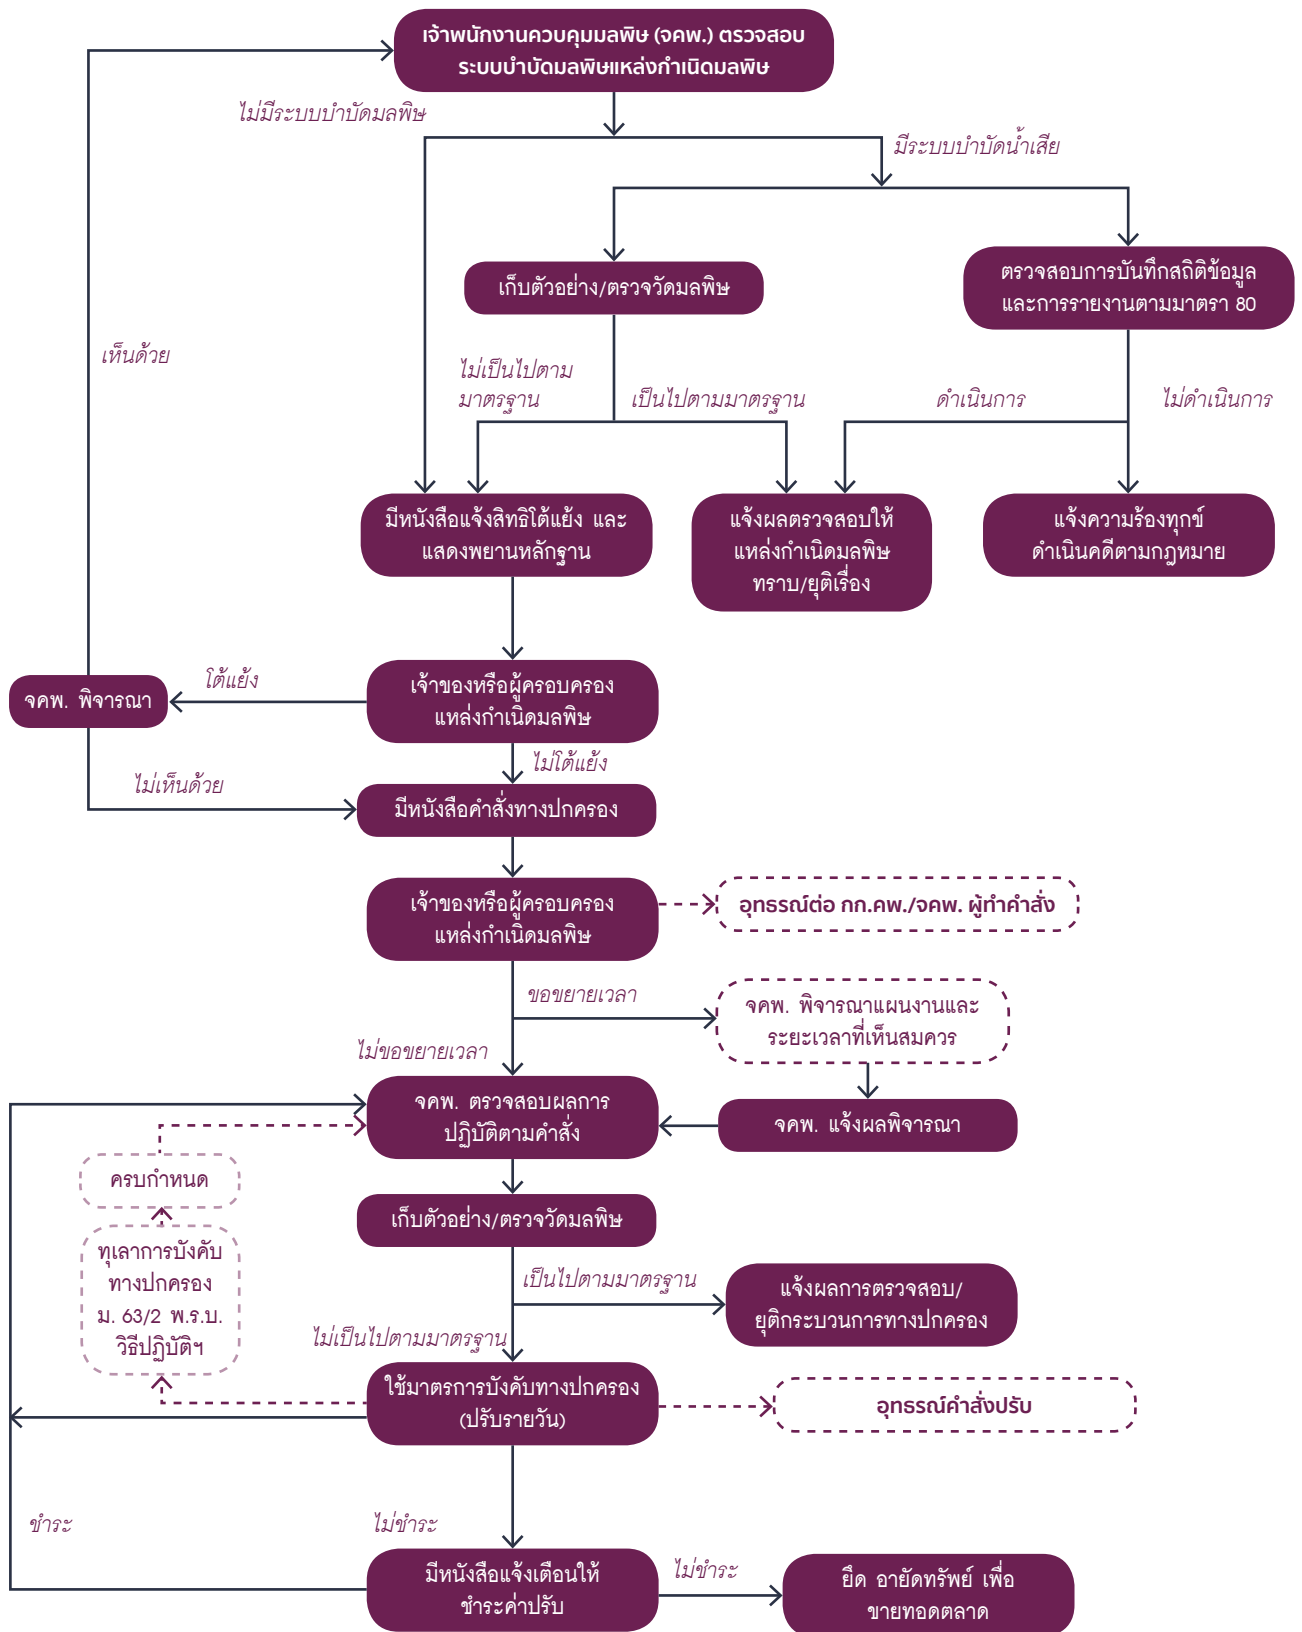 เจ้าพนักงานควบคุมมลพิษ (จคพ.) ตรวจสอบ
ระบบบำบัดมลพิษแหล่งกำเนิดมลพิษ
ไม่มีระบบบำบัดมลพิษ
มีระบบบำบัดน้ำเสีย
เก็บตัวอย่าง/ตรวจวัดมลพิษ
ตรวจสอบการบันทึกสถิติข้อมูล
และการรายงานตามมาตรา 80
เห็นด้วย
ไม่เป็นไปตาม
มาตรฐาน
เป็นไปตามมาตรฐาน
ดำเนินการ
ไม่ดำเนินการ
มีหนังสือแจ้งสิทธิโต้แย้ง และ
แสดงพยานหลักฐาน
แจ้งผลตรวจสอบให้
แหล่งกำเนิดมลพิษ
ทราบ/ยุติเรื่อง
แจ้งความร้องทุกข์
ดำเนินคดีตามกฎหมาย
จคพ. พิจารณา
โต้แย้ง
เจ้าของหรือผู้ครอบครอง
แหล่งกำเนิดมลพิษ
ไม่โต้แย้ง
ไม่เห็นด้วย
มีหนังสือคำสั่งทางปกครอง
เจ้าของหรือผู้ครอบครอง
แหล่งกำเนิดมลพิษ
อุทธรณ์ต่อ กก.คพ./จคพ. ผู้ทำคำสั่ง
ขอขยายเวลา
จคพ. พิจารณาแผนงานและ
ระยะเวลาที่เห็นสมควร
ไม่ขอขยายเวลา
จคพ. ตรวจสอบผลการ
ปฏิบัติตามคำสั่ง
จคพ. แจ้งผลพิจารณา
ครบกำหนด
เก็บตัวอย่าง/ตรวจวัดมลพิษ
ทุเลาการบังคับ
ทางปกครอง
ม. 63/2 พ.ร.บ.
วิธีปฏิบัติฯ
เป็นไปตามมาตรฐาน
แจ้งผลการตรวจสอบ/
ยุติกระบวนการทางปกครอง
ไม่เป็นไปตามมาตรฐาน
ใช้มาตรการบังคับทางปกครอง
(ปรับรายวัน)
อุทธรณ์คำสั่งปรับ
ชำระ
ไม่ชำระ
มีหนังสือแจ้งเตือนให้
ชำระค่าปรับ
ไม่ชำระ
ยึด อายัดทรัพย์ เพื่อ
ขายทอดตลาด